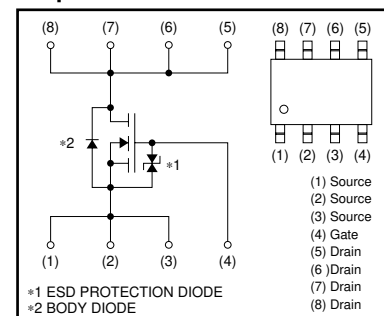 (8) (7) (6) (5)
(8) (7) (6) (5)
∗2
∗1
(1) (2) (3) (4)
(1) (2) (3) (4)
∗1 ESD PROTECTION DIODE
∗2 BODY DIODE
(1) Source
(2) Source
(3) Source
(4) Gate
(5) Drain
(6 )Drain
(7) Drain
(8) Drain